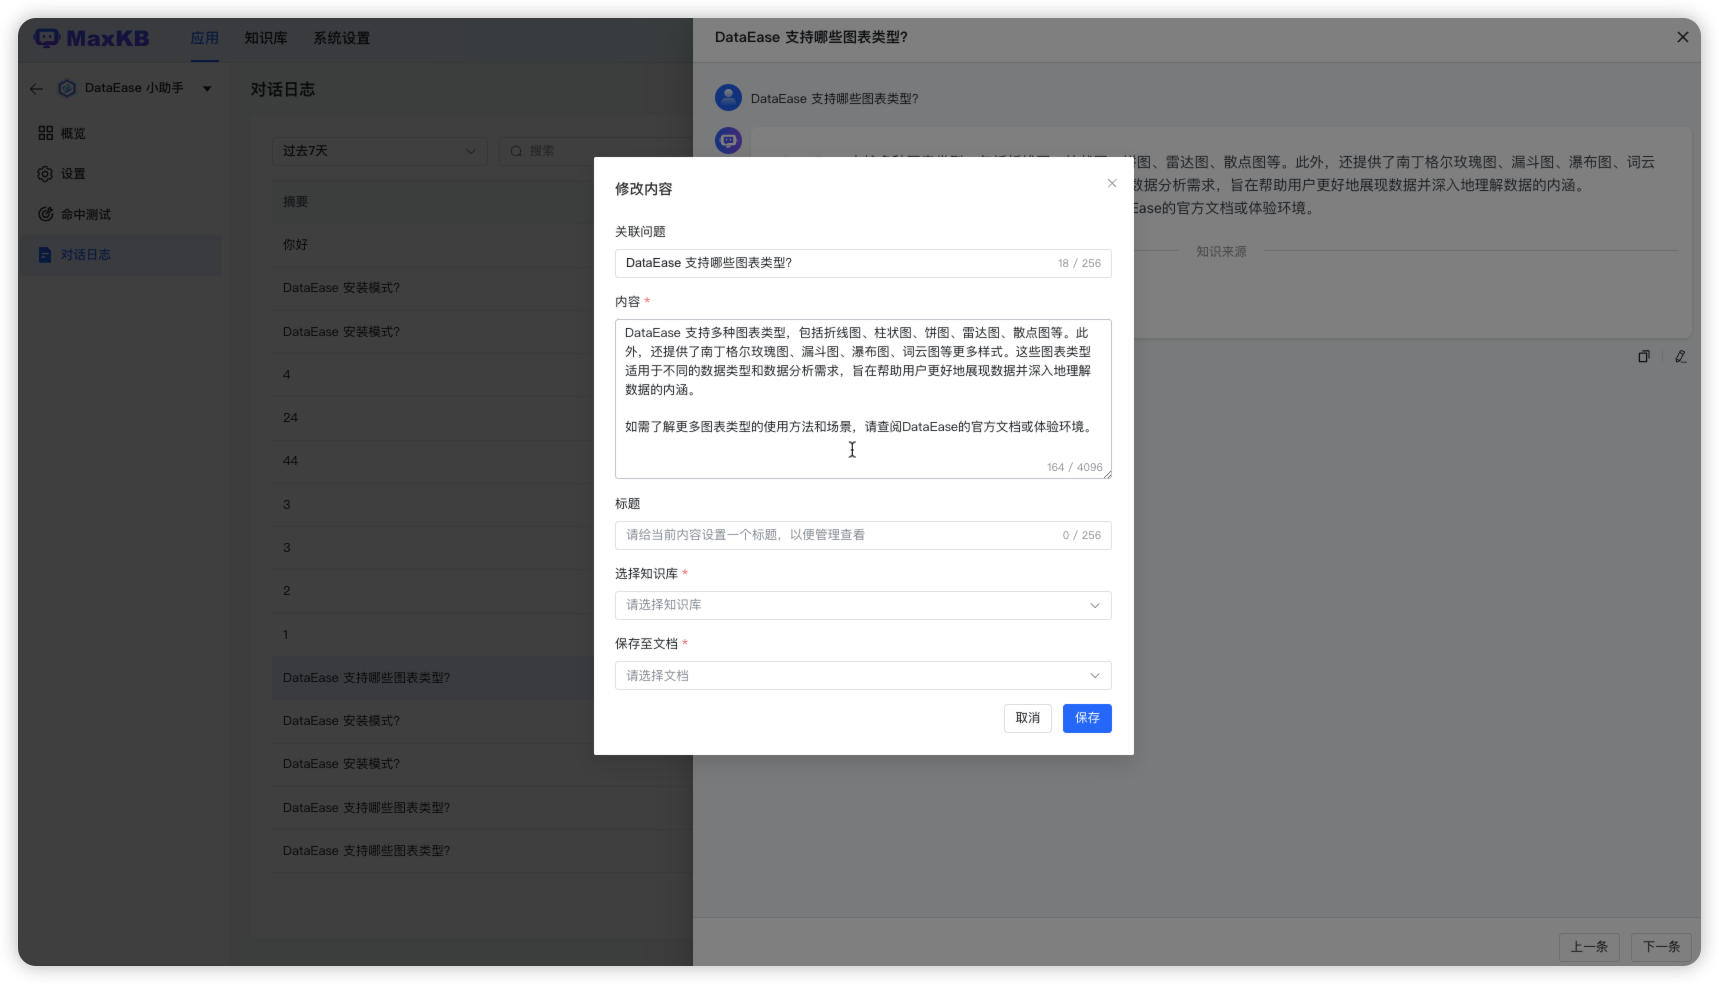 MaxKB
应用
知识库
系统设置
DataEase 小助手
概览
设置
命中测试
对话日志
对话日志
过去7天
搜索
摘要
你好
DataEase 安装模式?
DataEase 安装模式?
4
24
44
3
3
2
1
DataEase 支持哪些图表类型?
DataEase 安装模式?
DataEase 安装模式?
DataEase 支持哪些图表类型?
DataEase 支持哪些图表类型?
DataEase 支持哪些图表类型?
DataEase 支持哪些图表类型?
图、雷达图、散点图等。此外，还提供了南丁格尔玫瑰图、漏斗图、瀑布图、词云
数据分析需求，旨在帮助用户更好地展现数据并深入地理解数据的内涵。
Ease的官方文档或体验环境。
知识来源
上一条
下一条
修改内容
关联问题
DataEase 支持哪些图表类型?
18 / 256
内容 *
DataEase 支持多种图表类型，包括折线图、柱状图、饼图、雷达图、散点图等。此
外，还提供了南丁格尔玫瑰图、漏斗图、瀑布图、词云图等更多样式。这些图表类型
适用于不同的数据类型和数据分析需求，旨在帮助用户更好地展现数据并深入地理解
数据的内涵。
如需了解更多图表类型的使用方法和场景，请查阅DataEase的官方文档或体验环境。
164 / 4096
标题
请给当前内容设置一个标题，以便管理查看
0 / 256
选择知识库 *
请选择知识库
保存至文档 *
请选择文档
取消
保存